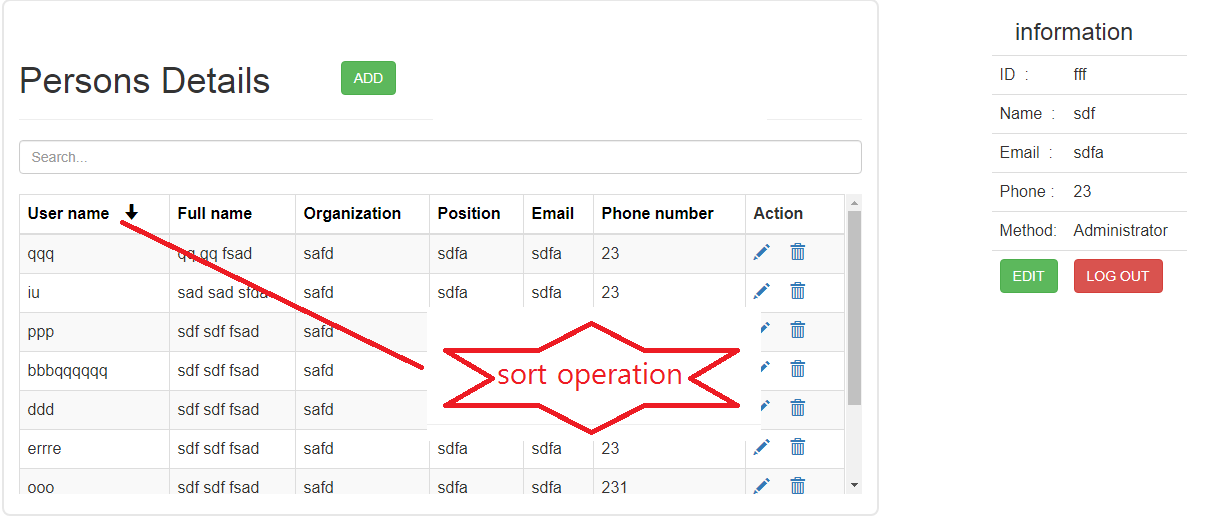 Persons Details ADD
Search...
User name Full name Organization Position Email Phone number Action
qqq qq qq fsad safd sdfa sdfa 23
iu sad sad sfda safd sdfa sdfa 23
ppp sdf sdf fsad safd
bbbqqqqqq sdf sdf fsad safd
sort operation
ddd sdf sdf fsad safd
errre sdf sdf fsad safd sdfa sdfa 23
ooo sdf sdf fsad safd sdfa sdfa 231
information
ID : fff
Name : sdf
Email : sdfa
Phone : 23
Method: Administrator
EDIT LOG OUT